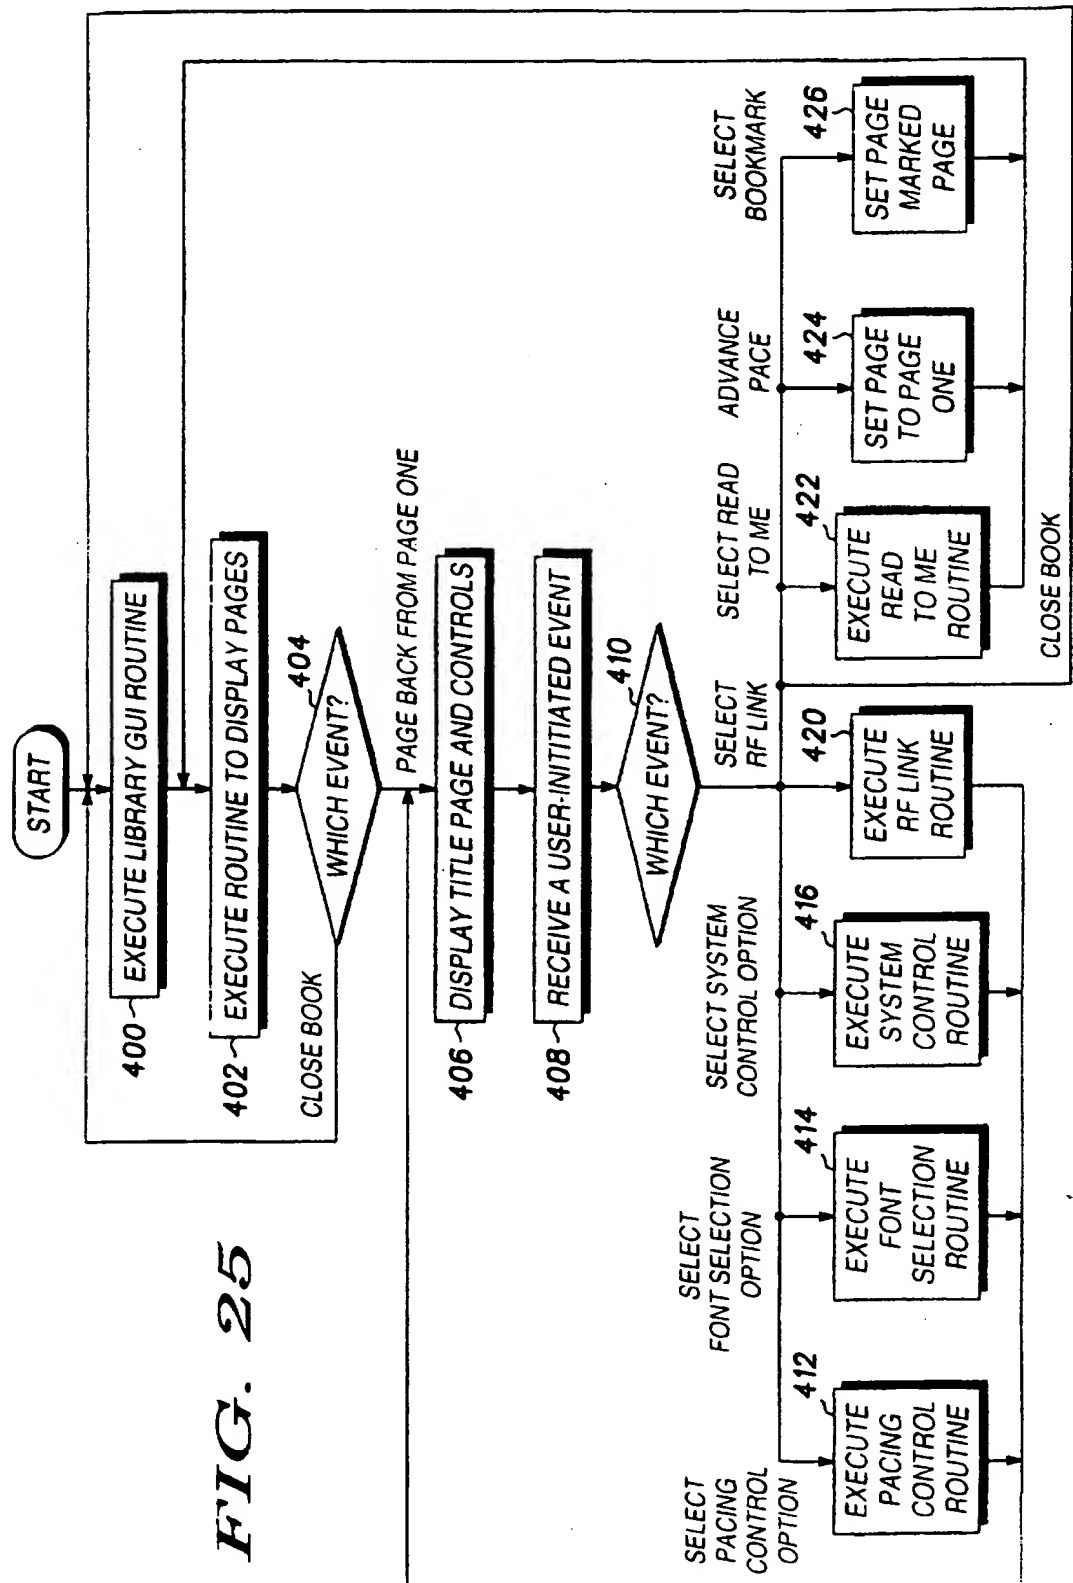 FIG. 25
START
400
EXECUTE LIBRARY GUI ROUTINE
402
EXECUTE ROUTINE TO DISPLAY PAGES
404
WHICH EVENT?
CLOSE BOOK
PAGE BACK FROM PAGE ONE
406
DISPLAY TITLE PAGE AND CONTROLS
408
RECEIVE A USER-INITITIATED EVENT
410
WHICH EVENT?
SELECT
PACING
CONTROL
OPTION
412
EXECUTE
PACING
CONTROL
ROUTINE
SELECT
FONT SELECTION
OPTION
414
EXECUTE
FONT
SELECTION
ROUTINE
SELECT SYSTEM
CONTROL OPTION
416
EXECUTE
SYSTEM
CONTROL
ROUTINE
SELECT
RF LINK
420
EXECUTE
RF LINK
ROUTINE
SELECT READ
TO ME
422
EXECUTE
READ
TO ME
ROUTINE
ADVANCE
PACE
424
SET PAGE
TO PAGE
ONE
SELECT
BOOKMARK
426
SET PAGE
MARKED
PAGE
CLOSE BOOK